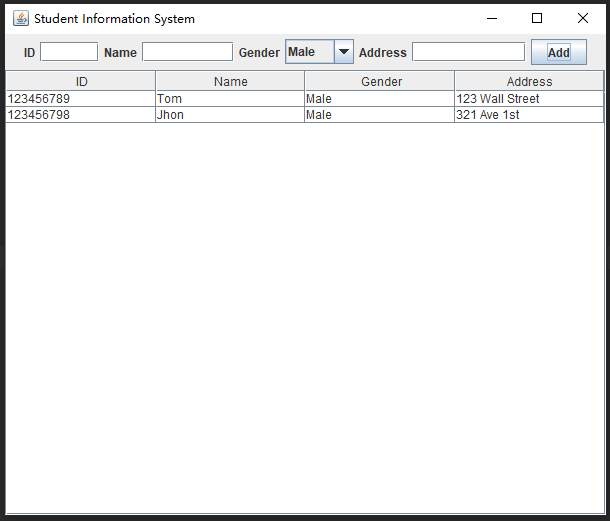 Student Information System
ID Name Gender Male Address Add
ID Name Gender Address
123456789 Tom Male 123 Wall Street
123456798 Jhon Male 321 Ave 1st